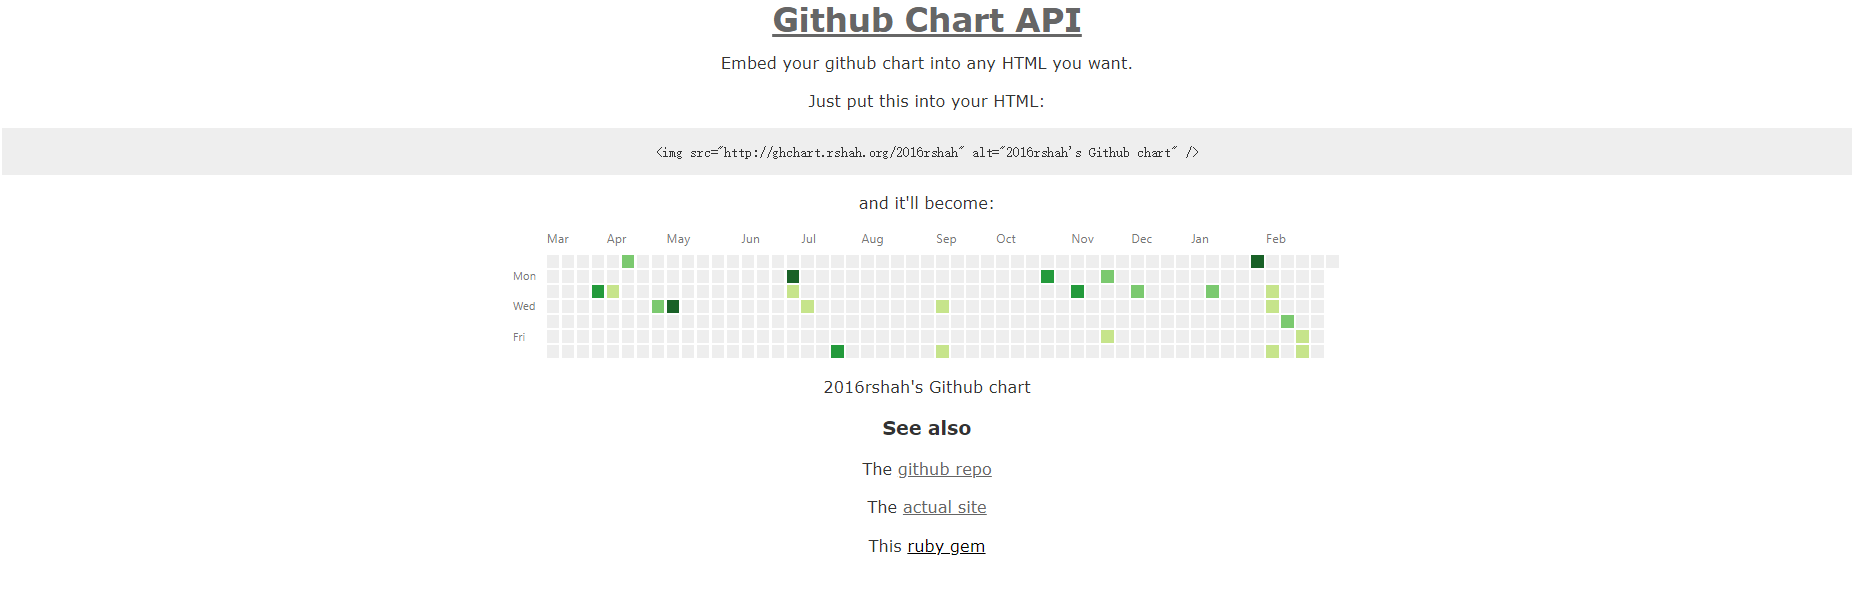 Github Chart API
Embed your github chart into any HTML you want.
Just put this into your HTML:
<img src="http://ghchart.rshah.org/2016rshah" alt="2016rshah's Github chart" />
and it'll become:
Mar Apr May Jun Jul Aug Sep Oct Nov Dec Jan Feb
Mon
Wed
Fri
2016rshah's Github chart
See also
The github repo
The actual site
This ruby gem